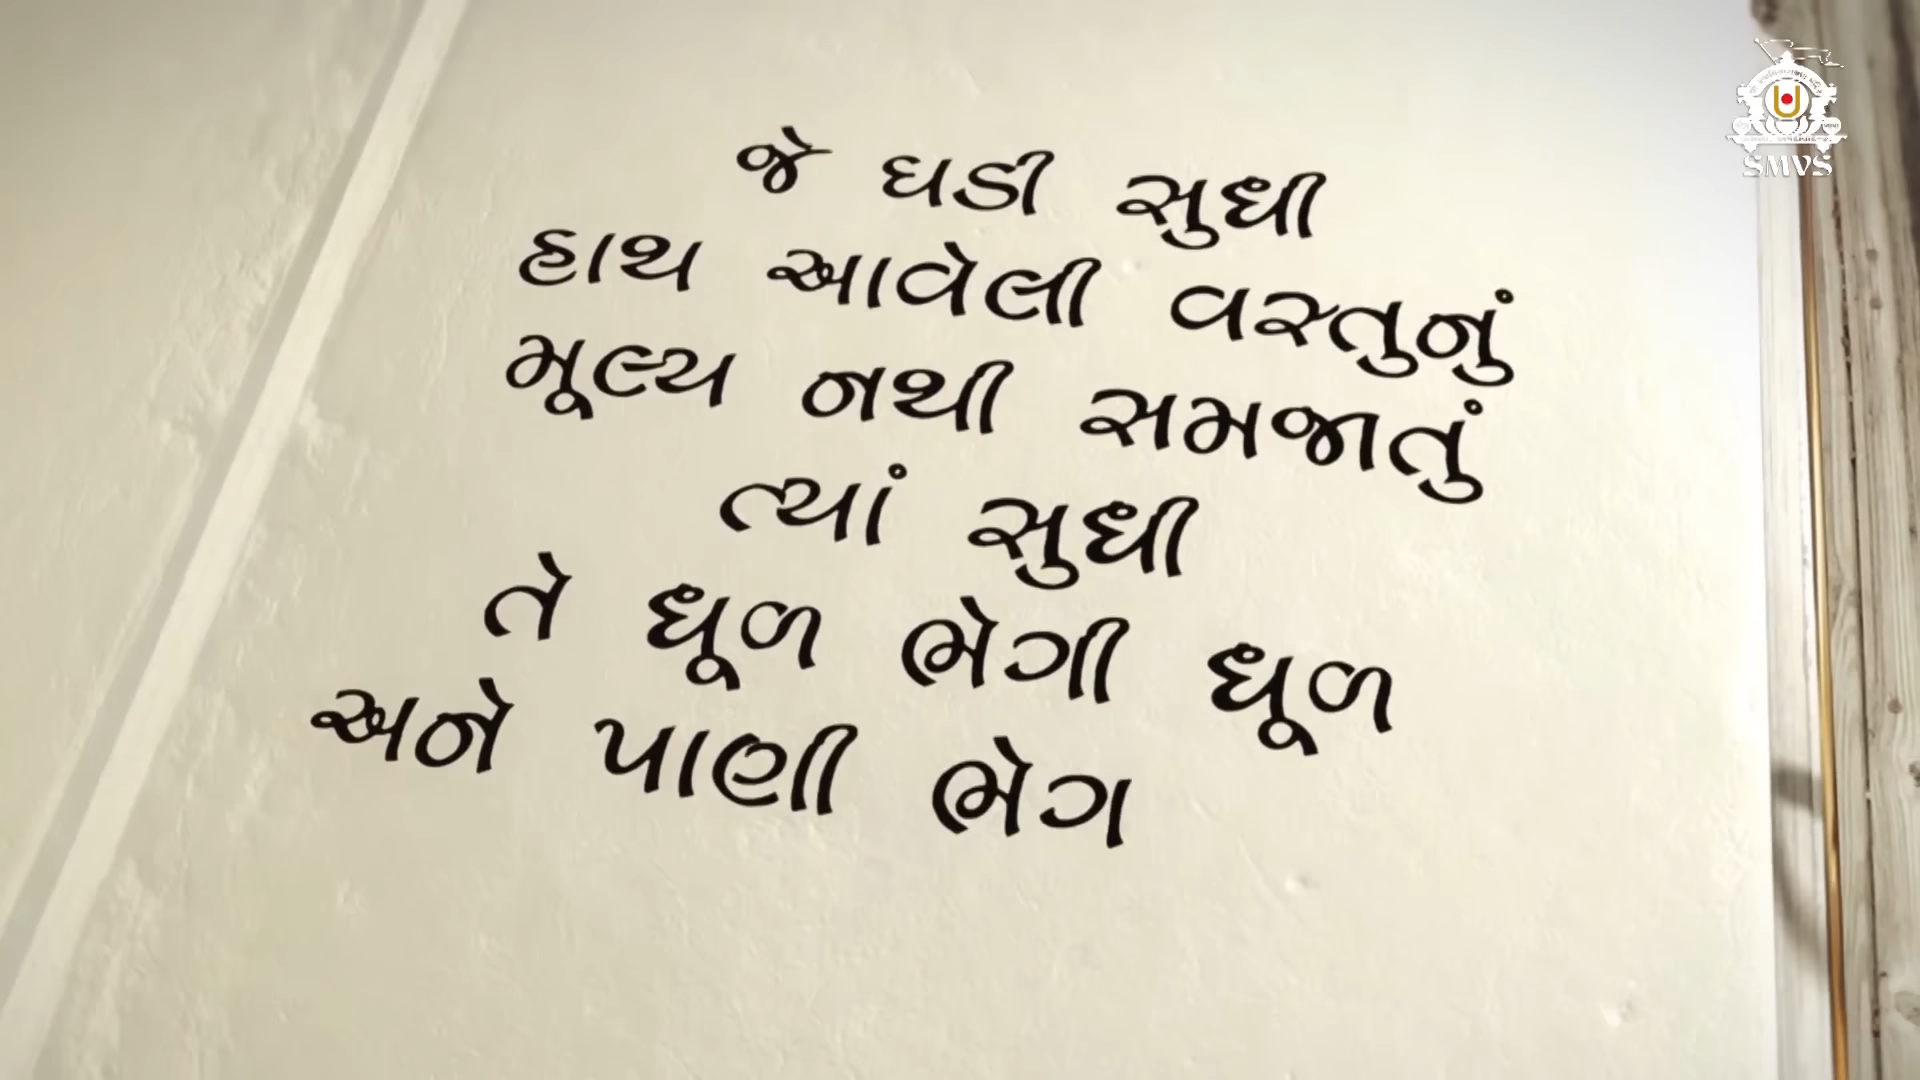 જે ઘડી સુધી
હાથ આવેલી વસ્તુનું
મૂલ્ય નથી સમજાતું
ત્યાં સુધી
તે ધૂળ ભેગી ધૂળ
અને પાણી ભેગ
SMVS